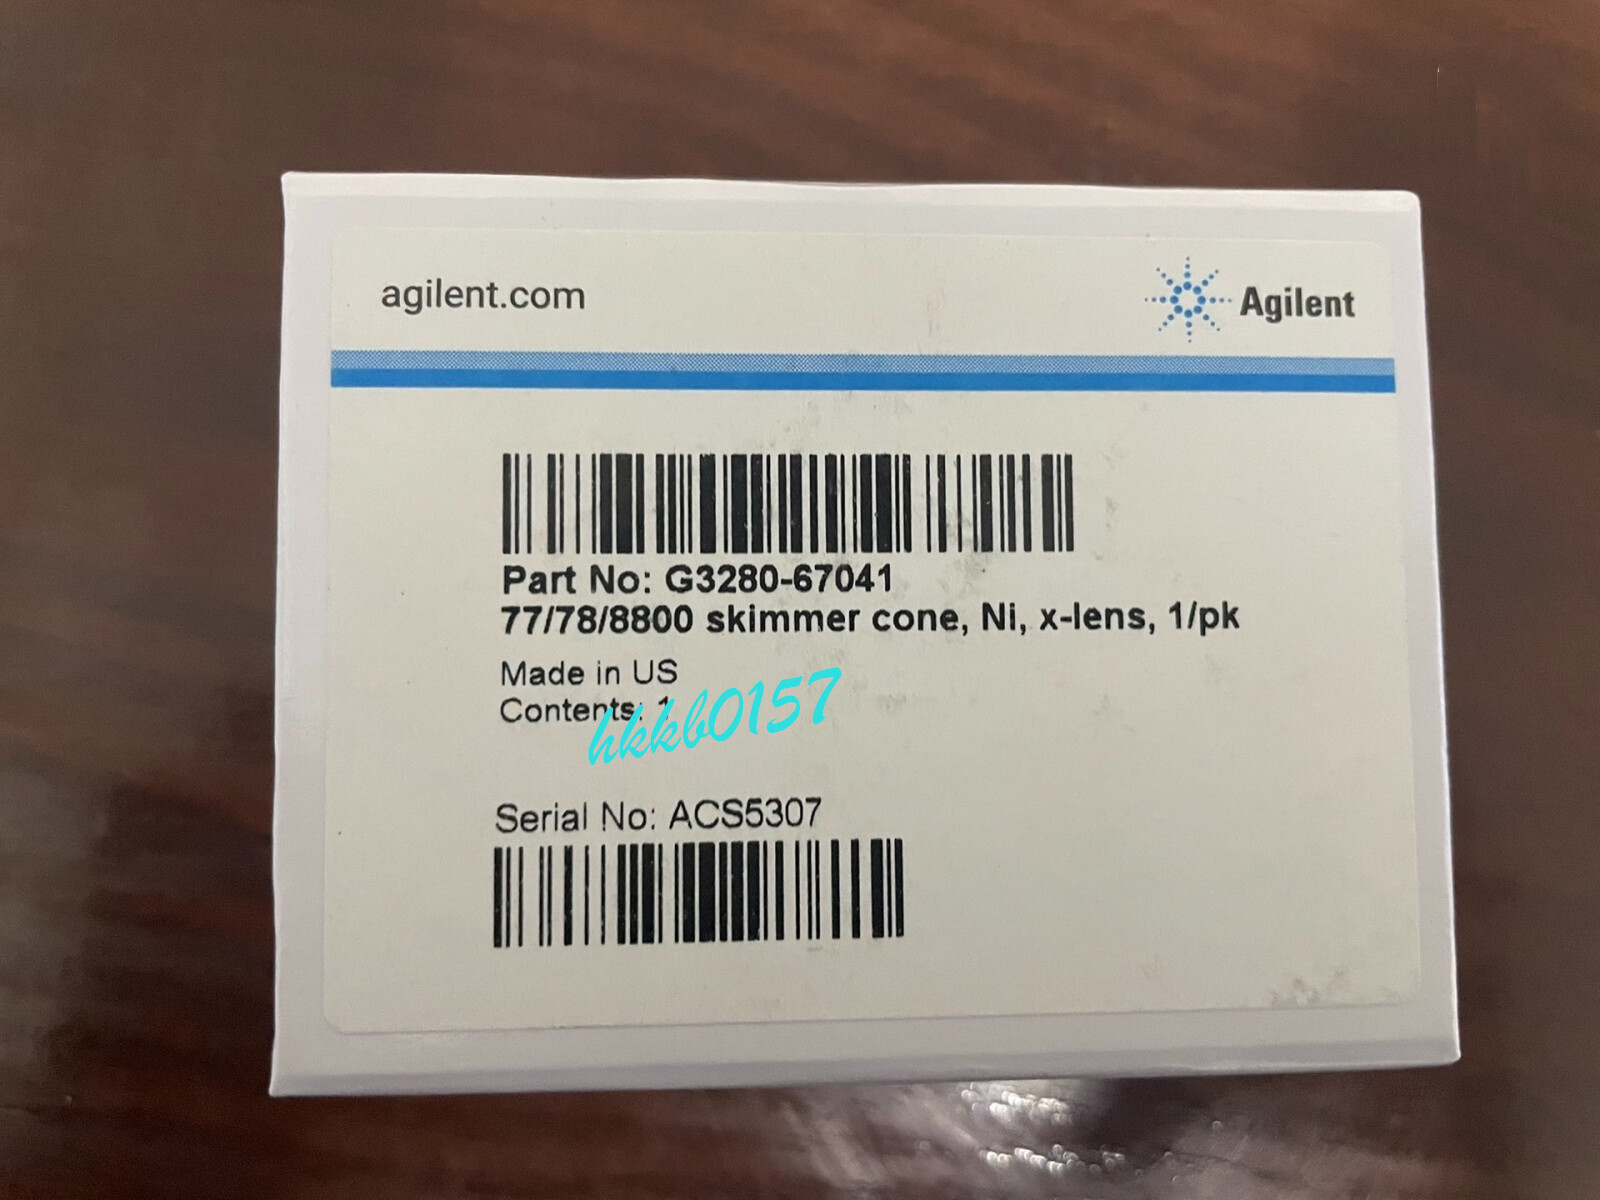 agilent.com
Agilent
Part No: G3280-67041
77/78/8800 skimmer cone, Ni, x-lens, 1/pk
Made in US
Contents: 1
hkkb0157
Serial No: ACS5307